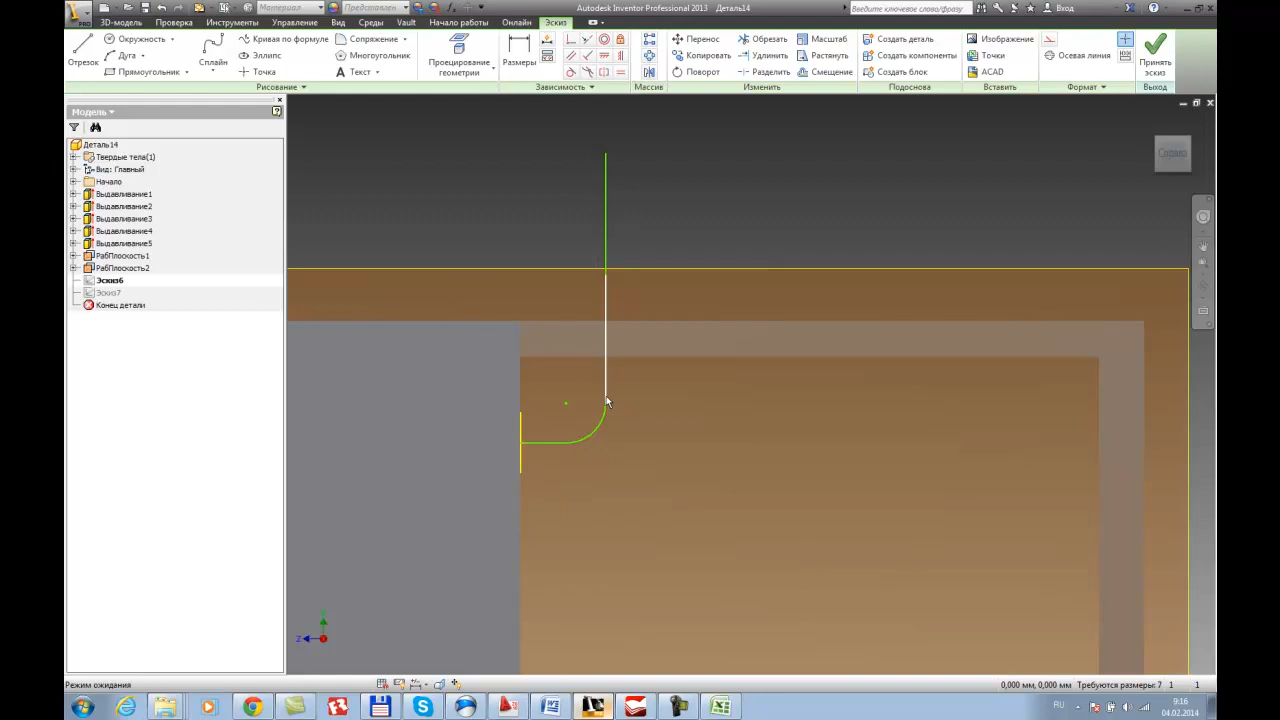 PRO
Материал
Представлен
Autodesk Inventor Professional 2013 Деталь14
Введите ключевое слово/фразу
Вход
3D-модель
Проверка
Инструменты
Управление
Вид
Среды
Vault
Начало работы
Онлайн
Эскиз
Отрезок
Окружность
Дуга
Прямоугольник
Сплайн
Кривая по формуле
Эллипс
Точка
Сопряжение
Многоугольник
Текст
Проецирование геометрии
Размеры
Перенос
Копировать
Поворот
Обрезать
Удлинить
Разделить
Масштаб
Растянуть
Смещение
Создать деталь
Создать компоненты
Создать блок
Изображение
Точки
ACAD
Осевая линия
Принять эскиз
Рисование
Зависимость
Массив
Изменить
Подоснова
Вставить
Формат
Выход
Модель
Деталь14
Твердые тела(1)
Вид: Главный
Начало
Выдавливание1
Выдавливание2
Выдавливание3
Выдавливание4
Выдавливание5
РабПлоскость1
РабПлоскость2
Эскиз6
Эскиз7
Конец детали
Справа
Z
Режим ожидания
0,000 мм, 0,000 мм Требуются размеры: 7 1 1
RU
9:16
04.02.2014